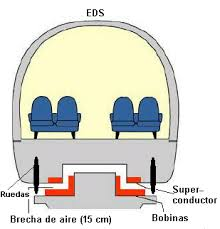 EDS
Ruedas
Super-
conductor
Brecha de aire (15 cm)
Bobinas